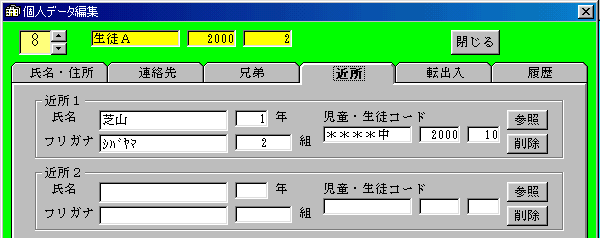 個人データ編集
8 生徒A 2000 2 閉じる
氏名・住所 連絡先 兄弟 近所 転出入 履歴
近所1
氏名 芝山 1 年 児童・生徒コード 参照
フリガナ ｼﾊﾞﾔﾏ 2 組 ＊＊＊＊中 2000 10 削除
近所2
氏名 年 児童・生徒コード 参照
フリガナ 組 削除